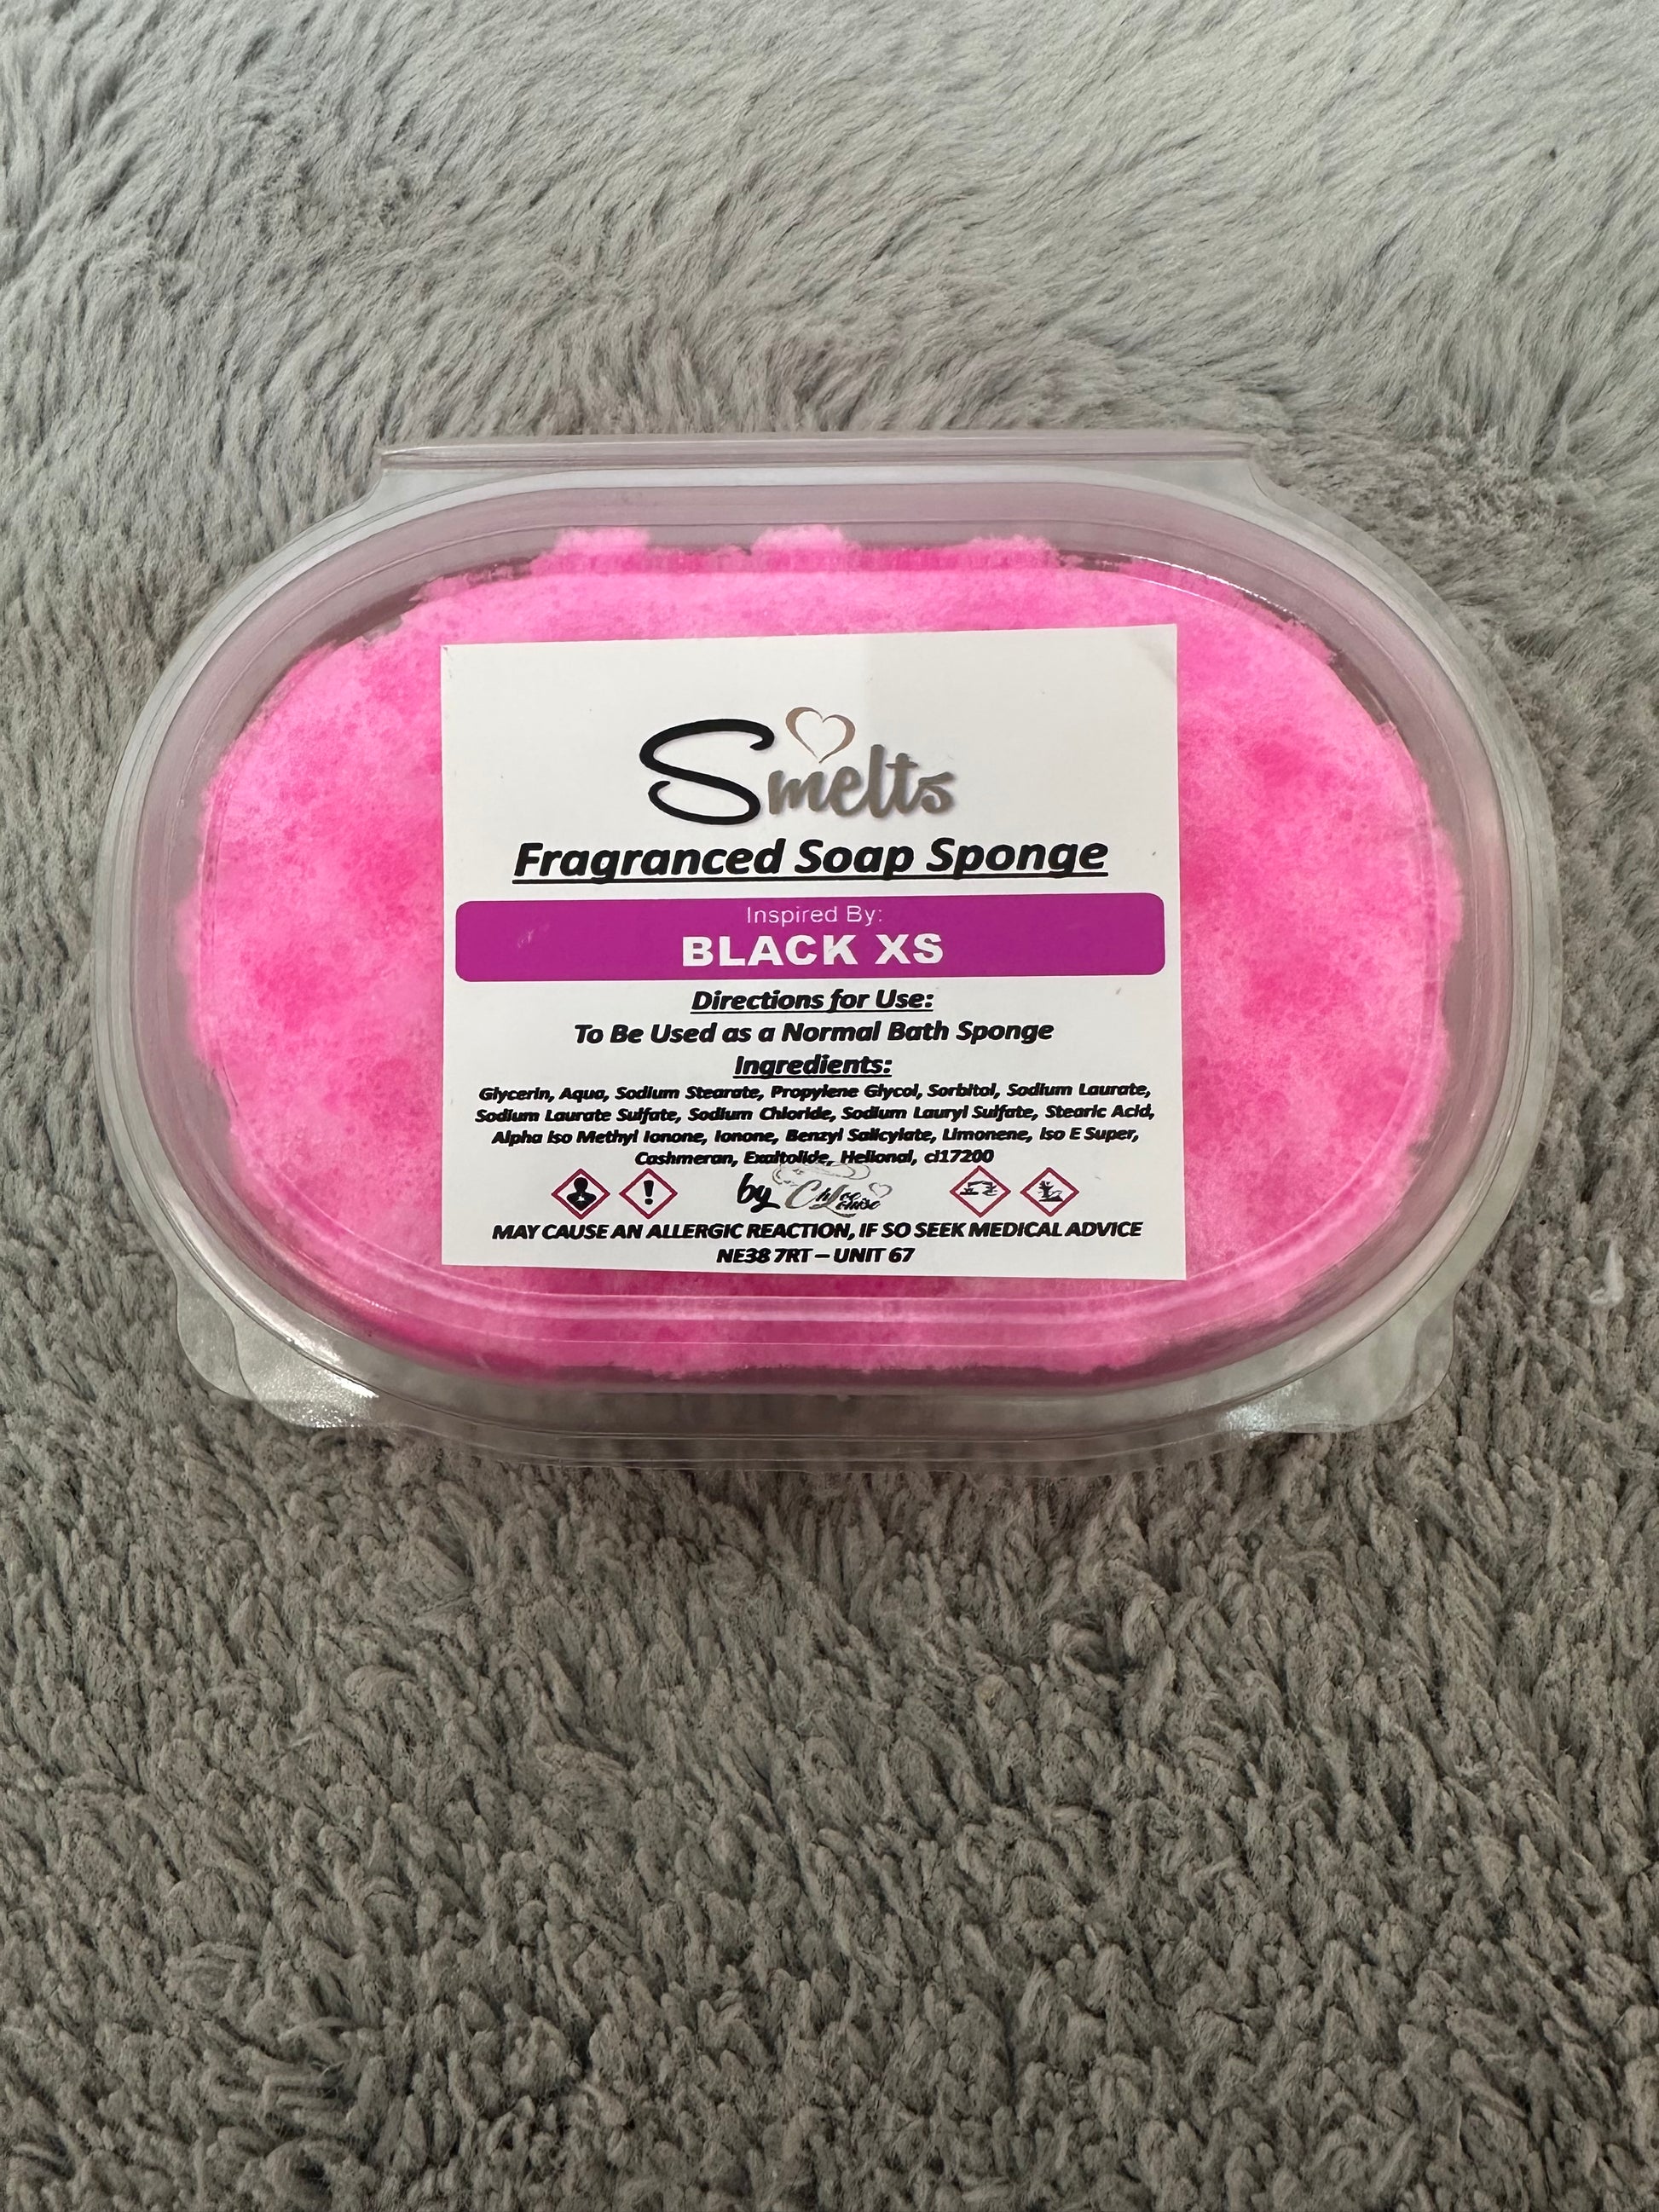 Smelts
Fragranced Soap Sponge
Inspired By:
BLACK XS
Directions for Use:
To Be Used as a Normal Bath Sponge
Ingredients:
Glycerin, Aqua, Sodium Stearate, Propylene Glycol, Sorbitol, Sodium Laurate,
Sodium Laurate Sulfate, Sodium Chloride, Sodium Lauryl Sulfate, Stearic Acid,
Alpha Iso Methyl Ionone, Ionone, Benzyl Salicylate, Limonene, Iso E Super,
Cashmeran, Exaltolide, Helional, ci17200
by Chloe Louise
MAY CAUSE AN ALLERGIC REACTION, IF SO SEEK MEDICAL ADVICE
NE38 7RT – UNIT 67